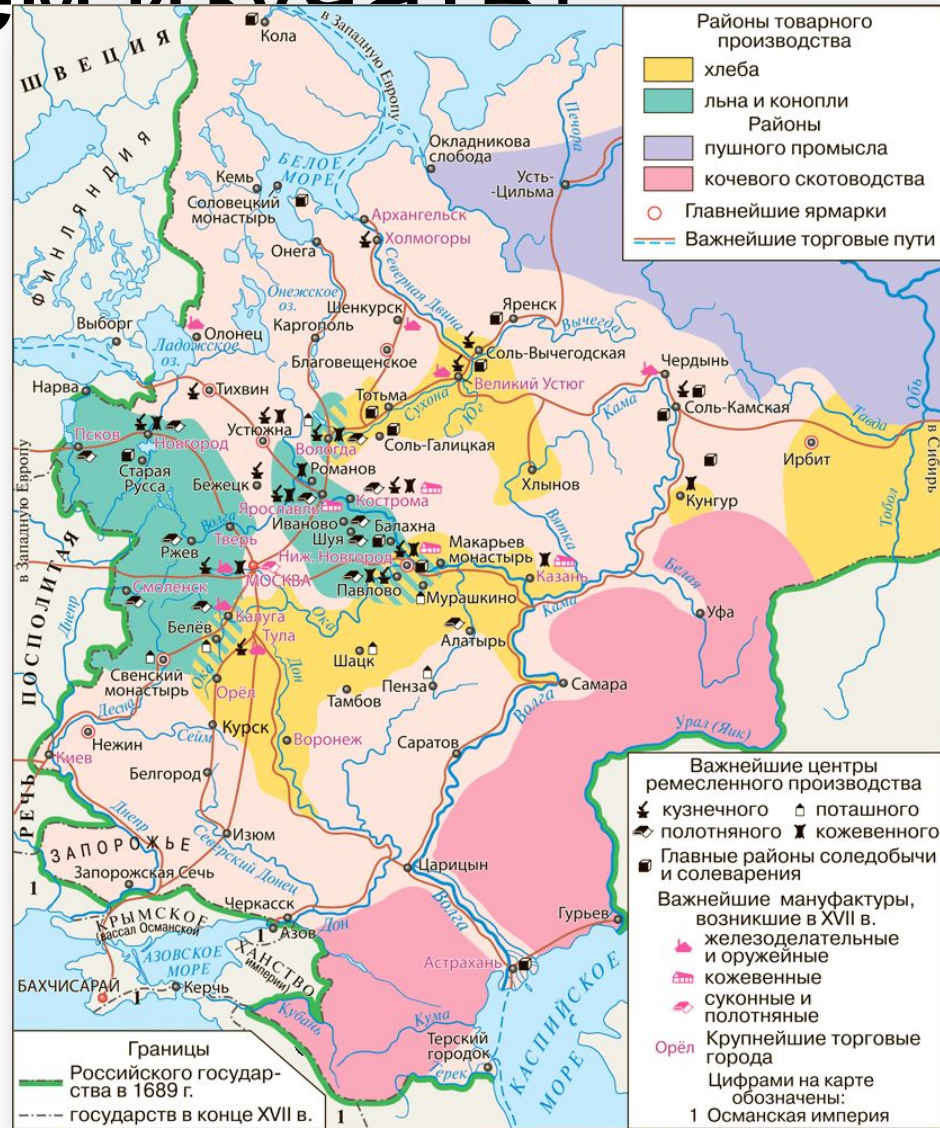 Районы товарного
производства
хлеба
льна и конопли
Районы
пушного промысла
кочевого скотоводства
Главнейшие ярмарки
Важнейшие торговые пути
ШВЕЦИЯ
ФИНЛЯНДИЯ
Кола
в Западную Европу
Печора
Окладникова
слобода
Усть-
-Цильма
БЕЛОЕ
МОРЕ
Кемь
Соловецкий
монастырь
Архангельск
Холмогоры
Онега
Северная Двина
Онежское
оз.
Шенкурск
Яренск
Вычегда
Выборг
Олонец
Каргополь
Ладожское
оз.
Благовещенское
Соль-Вычегодская
Чердынь
Обь
Нарва
Тихвин
Тотьма
Великий Устюг
Сухона
Юг
Кама
Соль-Камская
Тавда
в Сибирь
Псков
Новгород
Устюжна
Вологда
Соль-Галицкая
Ирбит
Старая
Русса
Бежецк
Романов
Хлынов
Кунгур
Тобол
в Западную Европу
Ярославль
Кострома
Волга
Иваново
Балахна
Вятка
Тверь
Шуя
Ржев
Ниж. Новгород
Макарьев
монастырь
Белая
МОСКВА
Казань
Смоленск
Павлово
Мурашкино
Кама
Уфа
Днепр
Калуга
Ока
Белёв
Тула
Алатырь
Шацк
Свенский
монастырь
Ока
Дон
Пенза
Орёл
Тамбов
Самара
Десна
Волга
Курск
Сейм
Воронеж
Саратов
Урал (Яик)
Нежин
Киев
Белгород
РЕЧЬ ПОСПОЛИТАЯ
Днепр
Изюм
ЗАПОРОЖЬЕ
Северский Донец
Царицын
Запорожская Сечь
1
Черкасск
Волга
Гурьев
КРЫМСКОЕ
(вассал Османской
1
Азов
Дон
ХАНСТВО
империи)
АЗОВСКОЕ
МОРЕ
Астрахань
БАХЧИСАРАЙ
1
Керчь
Кубань
Кума
Терский
городок
Терек
КАСПИЙСКОЕ
МОРЕ
1
Важнейшие центры
ремесленного производства
кузнечного
поташного
полотняного
кожевенного
Главные районы соледобычи
и солеварения
Важнейшие мануфактуры,
возникшие в XVII в.
железоделательные
и оружейные
кожевенные
суконные и
полотняные
Орёл
Крупнейшие торговые
города
Цифрами на карте
обозначены:
1 Османская империя
Границы
Российского государ-
ства в 1689 г.
государств в конце XVII в.